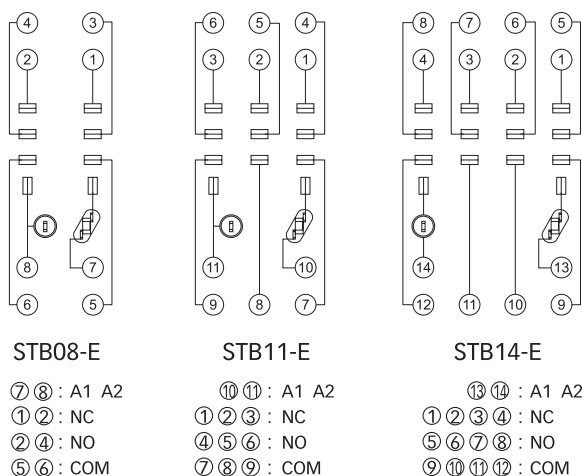 ④ ③ ⑥ ⑤ ④ ⑧ ⑦ ⑥ ⑤
② ① ③ ② ① ④ ③ ② ①
⑧ ⑦ ⑪ ⑩ ⑭ ⑬
⑥ ⑤ ⑨ ⑧ ⑦ ⑫ ⑪ ⑩ ⑨
STB08-E STB11-E STB14-E
⑦ ⑧ : A1 A2 ⑩ ⑪ : A1 A2 ⑬ ⑭ : A1 A2
① ② : NC ① ② ③ : NC ① ② ③ ④ : NC
② ④ : NO ④ ⑤ ⑥ : NO ⑤ ⑥ ⑦ ⑧ : NO
⑤ ⑥ : COM ⑦ ⑧ ⑨ : COM ⑨ ⑩ ⑪ ⑫ : COM